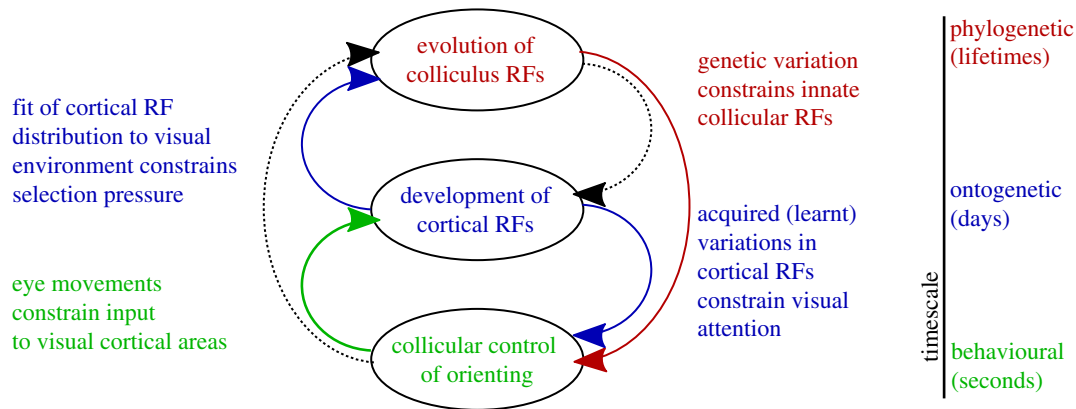 evolution of
colliculus RFs
genetic variation
constrains innate
collicular RFs
phylogenetic
(lifetimes)
fit of cortical RF
distribution to visual
environment constrains
selection pressure
development of
cortical RFs
acquired (learnt)
variations in
cortical RFs
constrain visual
attention
ontogenetic
(days)
eye movements
constrain input
to visual cortical areas
collicular control
of orienting
timescale
behavioural
(seconds)